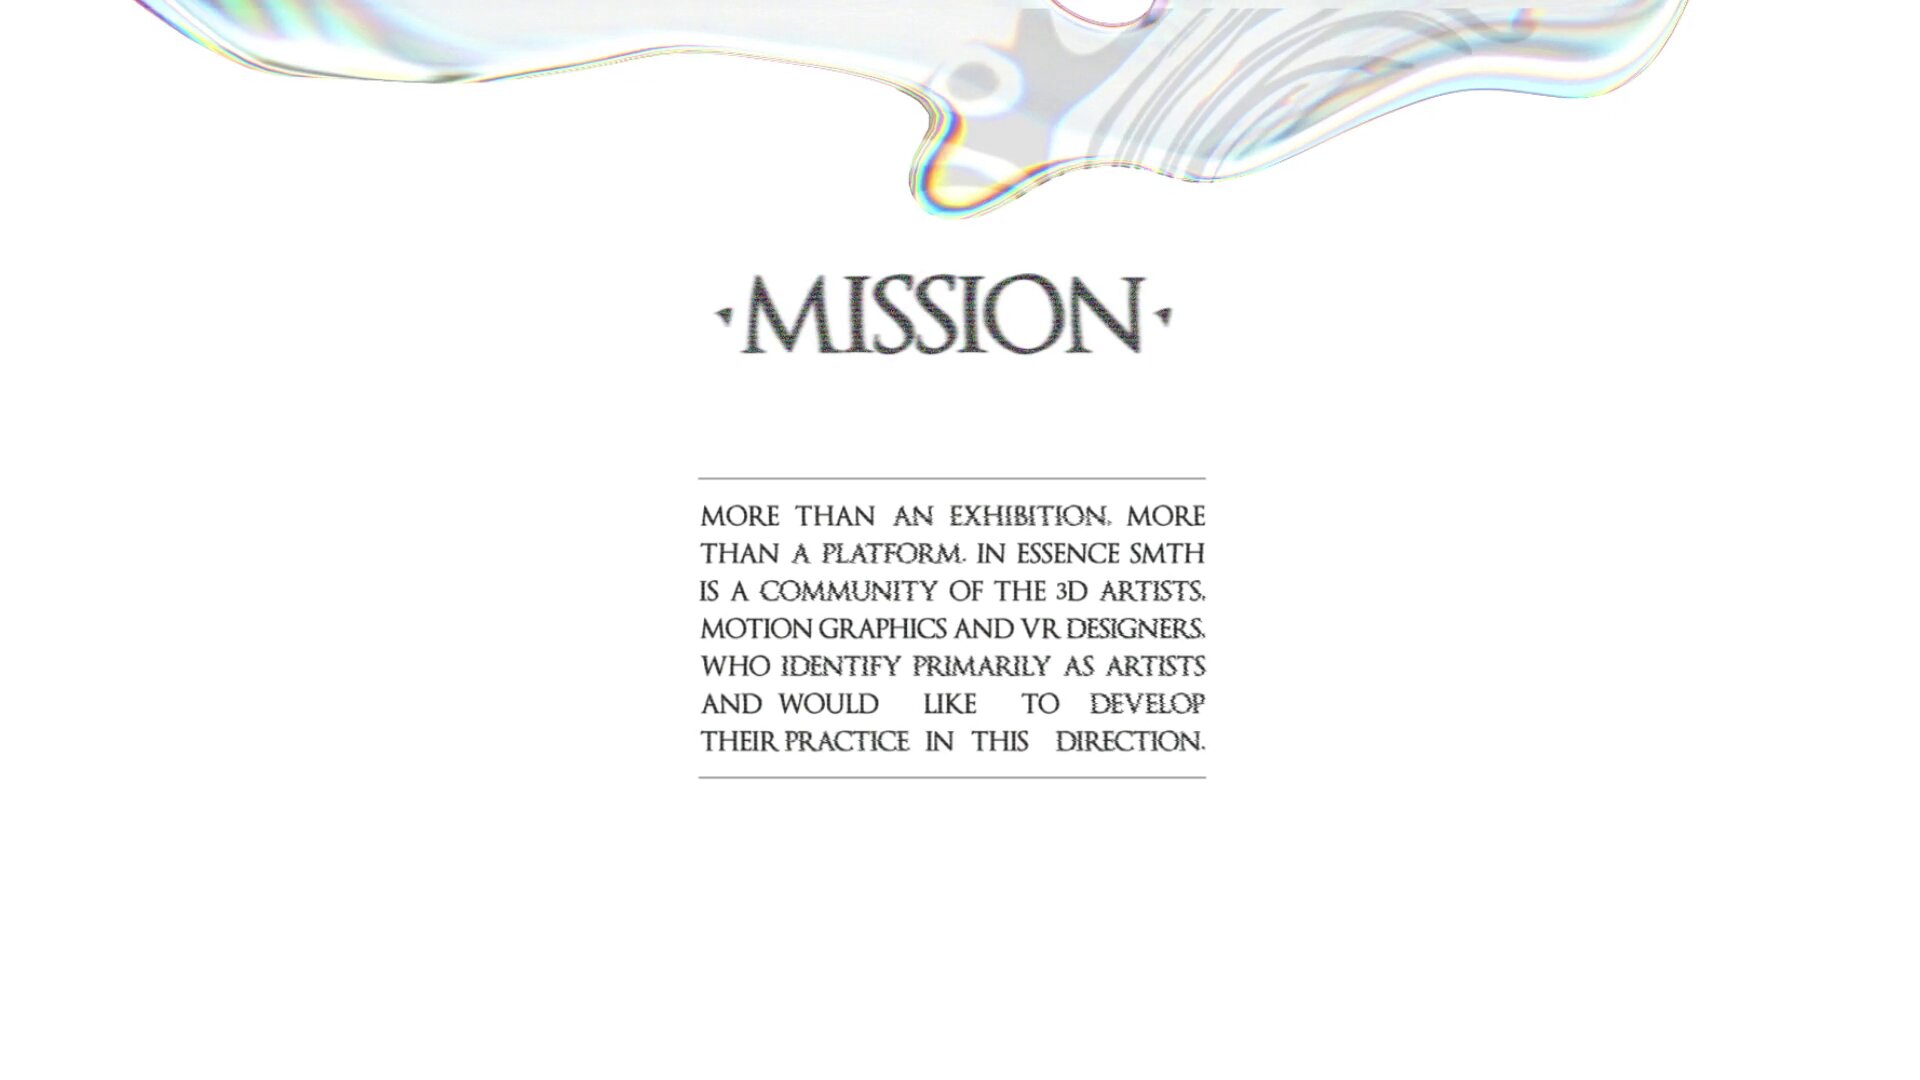 ·MISSION·
MORE THAN AN EXHIBITION. MORE
THAN A PLATFORM. IN ESSENCE SMTH
IS A COMMUNITY OF THE 3D ARTISTS,
MOTION GRAPHICS AND VR DESIGNERS,
WHO IDENTIFY PRIMARILY AS ARTISTS
AND WOULD LIKE TO DEVELOP
THEIR PRACTICE IN THIS DIRECTION.